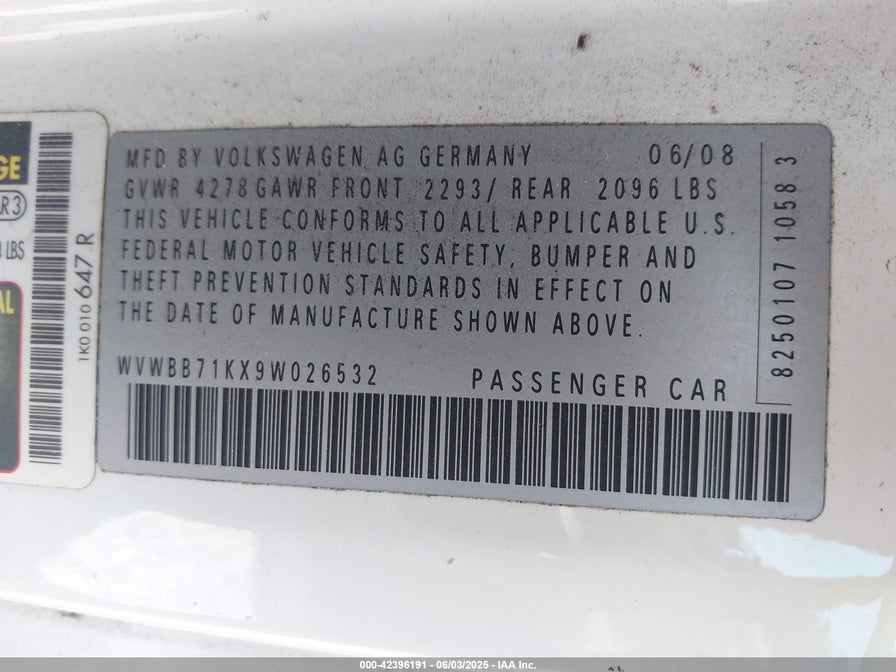 MFD BY VOLKSWAGEN AG GERMANY 06/08
GVWR 4278 GAWR FRONT 2293/ REAR 2096 LBS
THIS VEHICLE CONFORMS TO ALL APPLICABLE U.S.
FEDERAL MOTOR VEHICLE SAFETY, BUMPER AND
THEFT PREVENTION STANDARDS IN EFFECT ON
THE DATE OF MANUFACTURE SHOWN ABOVE.
WVWBB71KX9W026532 PASSENGER CAR
8250107 1058 3
1K0 010 647 R
LBS
000-42396191 - 06/03/2025 - IAA Inc.